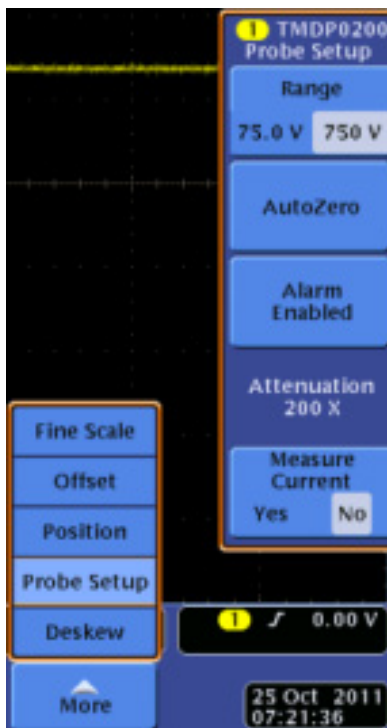 1 TMDP0200
Probe Setup
Range
75.0 V 750 V
AutoZero
Alarm
Enabled
Attenuation
200 X
Measure
Current
Yes No
Fine Scale
Offset
Position
Probe Setup
Deskew
More
1 0.00 V
25 Oct 2011
07:21:36